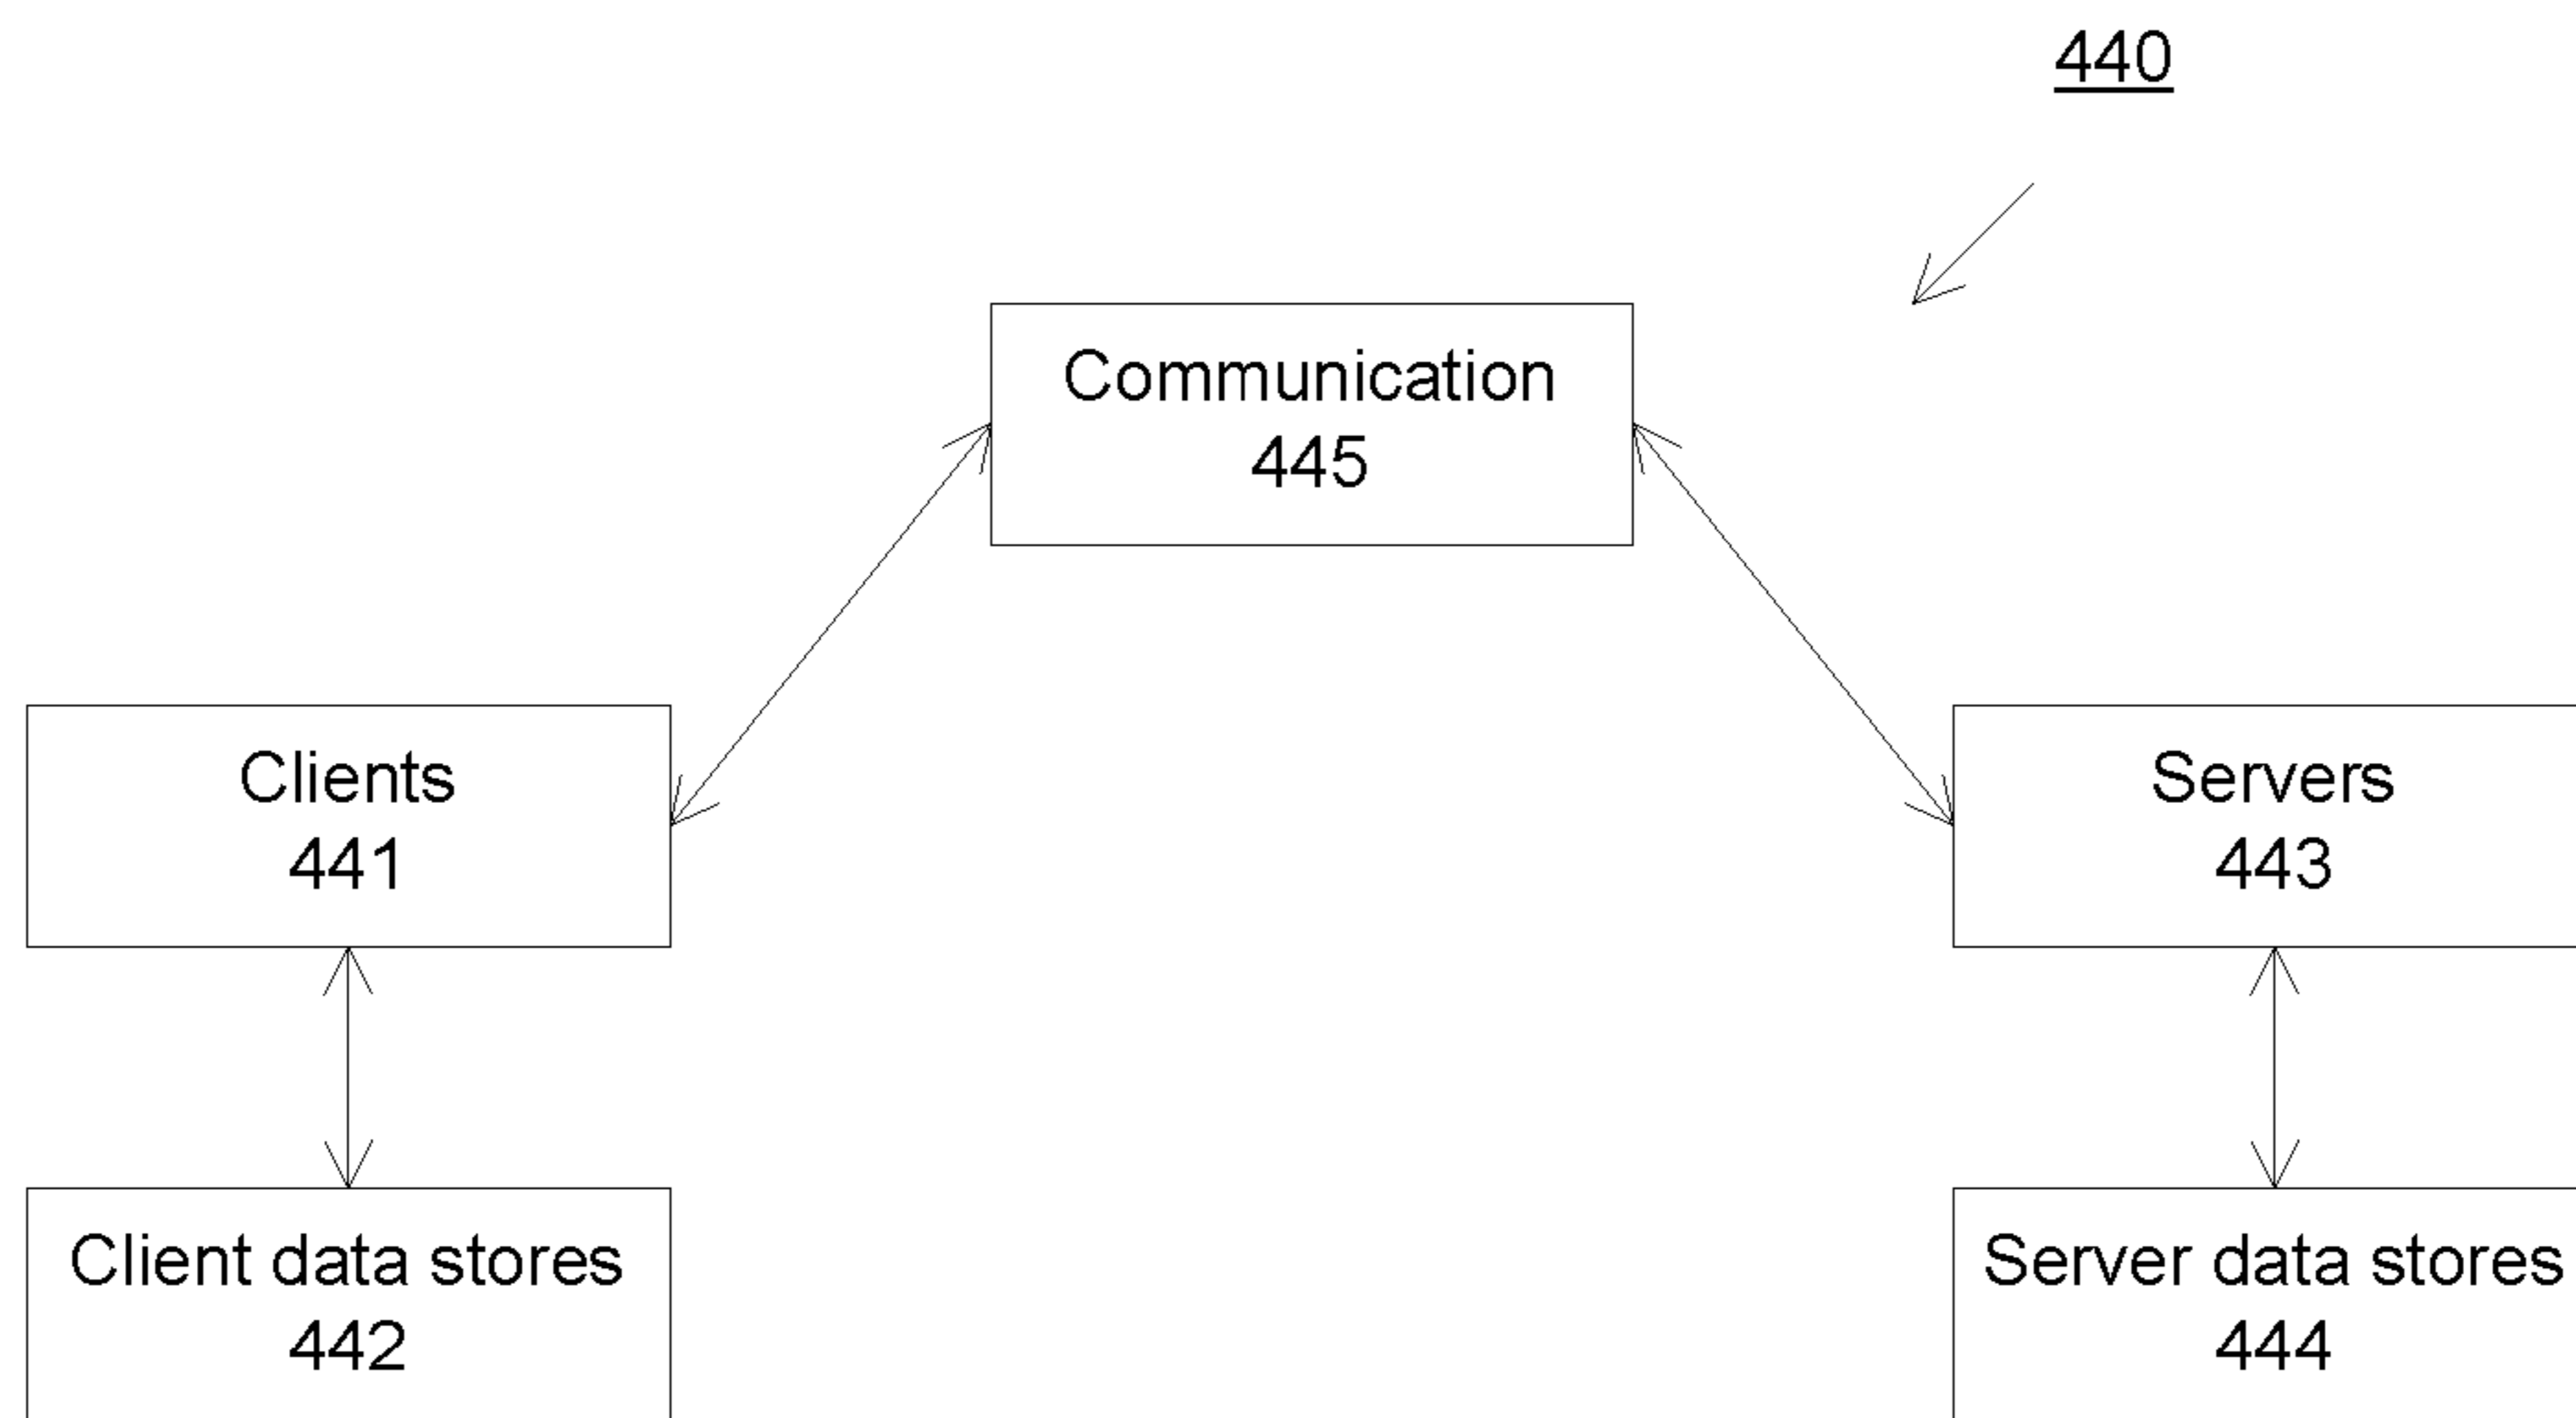 440
Communication
445
Clients
441
Servers
443
Client data stores
442
Server data stores
444